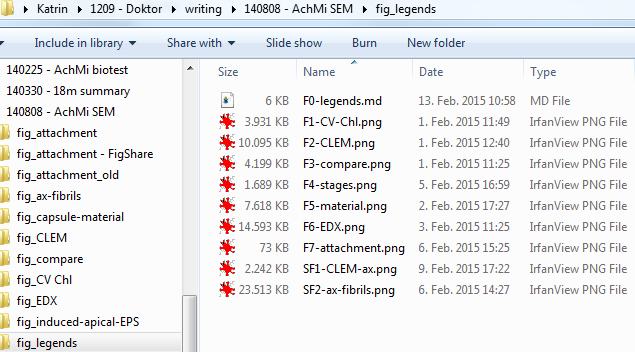 Katrin 1209 - Doktor writing 140808 - AchMi SEM fig_legends
Include in library Share with Slide show Burn New folder
140225 - AchMi biotest
140330 - 18m summary
140808 - AchMi SEM
fig_attachment
fig_attachment - FigShare
fig_attachment_old
fig_ax-fibrils
fig_capsule-material
fig_CLEM
fig_compare
fig_CV Chl
fig_EDX
fig_induced-apical-EPS
fig_legends
Size Name Date Type
6 KB F0-legends.md 13. Feb. 2015 10:58 MD File
3.931 KB F1-CV-Chl.png 1. Feb. 2015 11:49 IrfanView PNG File
10.095 KB F2-CLEM.png 1. Feb. 2015 12:40 IrfanView PNG File
4.199 KB F3-compare.png 1. Feb. 2015 11:25 IrfanView PNG File
1.689 KB F4-stages.png 5. Feb. 2015 16:59 IrfanView PNG File
7.618 KB F5-material.png 2. Feb. 2015 17:27 IrfanView PNG File
14.593 KB F6-EDX.png 3. Feb. 2015 11:25 IrfanView PNG File
73 KB F7-attachment.png 6. Feb. 2015 15:25 IrfanView PNG File
2.242 KB SF1-CLEM-ax.png 9. Feb. 2015 17:22 IrfanView PNG File
23.513 KB SF2-ax-fibrils.png 6. Feb. 2015 14:27 IrfanView PNG File